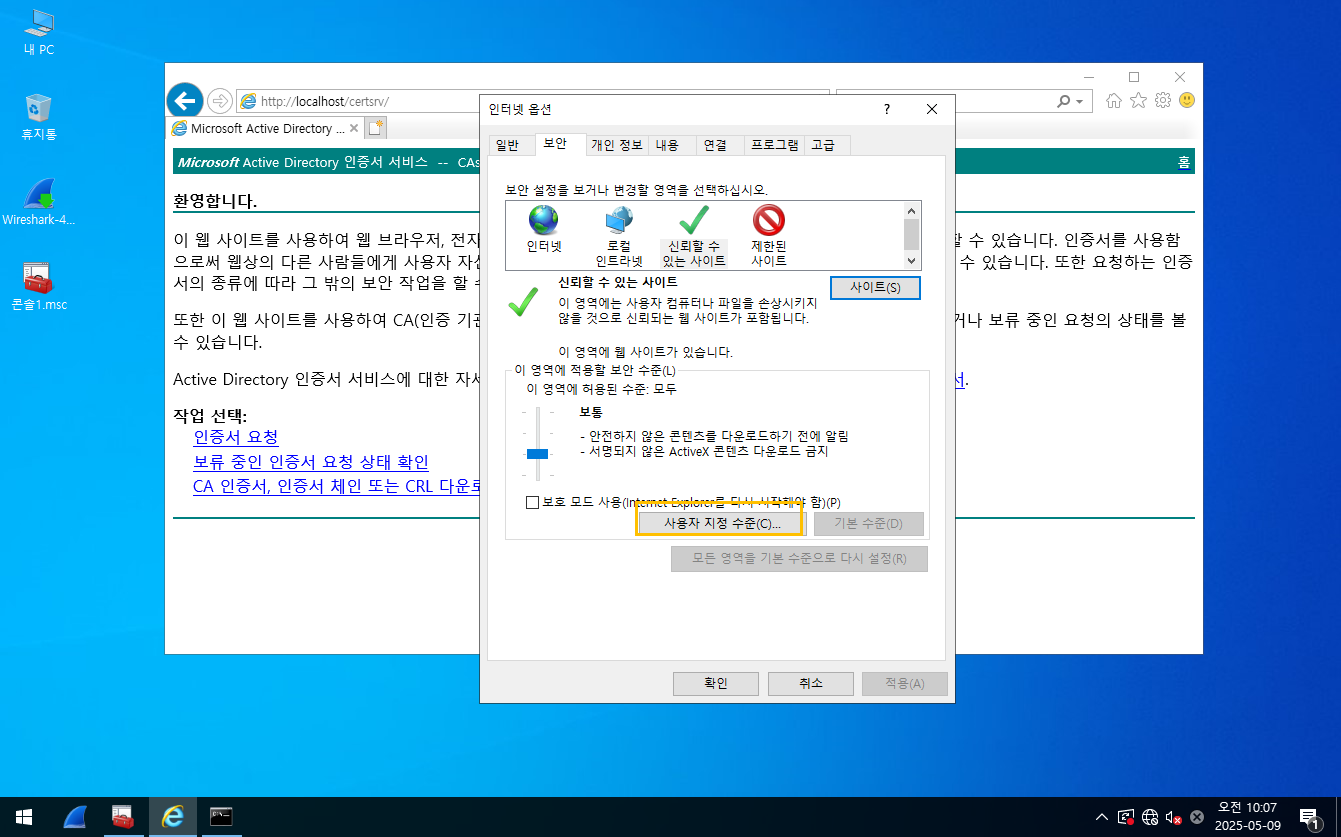 내 PC
휴지통
Wireshark-4...
콘솔1.msc
http://localhost/certsrv/
Microsoft Active Directory ...
Microsoft Active Directory 인증서 서비스 -- CAs
홈
환영합니다.
이 웹 사이트를 사용하여 웹 브라우저, 전자
할 수 있습니다. 인증서를 사용함
으로써 웹상의 다른 사람들에게 사용자 자신
수 있습니다. 또한 요청하는 인증
서의 종류에 따라 그 밖의 보안 작업을 할 수
또한 이 웹 사이트를 사용하여 CA(인증 기관
거나 보류 중인 요청의 상태를 볼
수 있습니다.
Active Directory 인증서 서비스에 대한 자세
서.
작업 선택:
인증서 요청
보류 중인 인증서 요청 상태 확인
CA 인증서, 인증서 체인 또는 CRL 다운로
인터넷 옵션
?
일반 보안 개인 정보 내용 연결 프로그램 고급
보안 설정을 보거나 변경할 영역을 선택하십시오.
인터넷
로컬
인트라넷
신뢰할 수
있는 사이트
제한된
사이트
신뢰할 수 있는 사이트
사이트(S)
이 영역에는 사용자 컴퓨터나 파일을 손상시키지
않을 것으로 신뢰되는 웹 사이트가 포함됩니다.
이 영역에 웹 사이트가 있습니다.
이 영역에 적용할 보안 수준(L)
이 영역에 허용된 수준: 모두
보통
- 안전하지 않은 콘텐츠를 다운로드하기 전에 알림
- 서명되지 않은 ActiveX 콘텐츠 다운로드 금지
보호 모드 사용(Internet Explorer를 다시 시작해야 함)(P)
사용자 지정 수준(C)...
기본 수준(D)
모든 영역을 기본 수준으로 다시 설정(R)
확인
취소
적용(A)
오전 10:07
2025-05-09
1